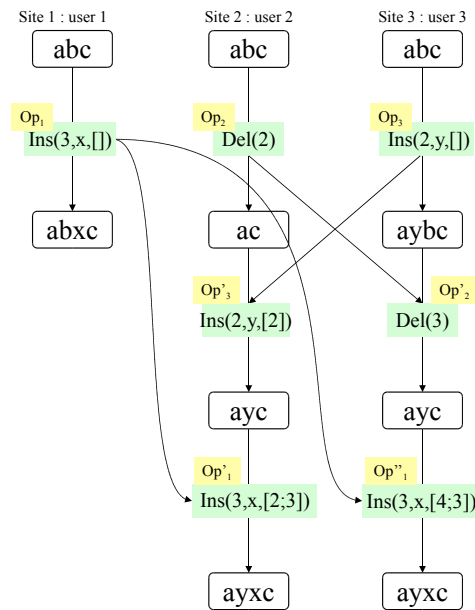 Site 1 : user 1 Site 2 : user 2 Site 3 : user 3
abc abc abc
Op1 Op2 Op3
Ins(3,x,[]) Del(2) Ins(2,y,[])
abxc ac aybc
Op’3 Op’2
Ins(2,y,[2]) Del(3)
ayc ayc
Op’1 Op’’1
Ins(3,x,[2;3]) Ins(3,x,[4;3])
ayxc ayxc